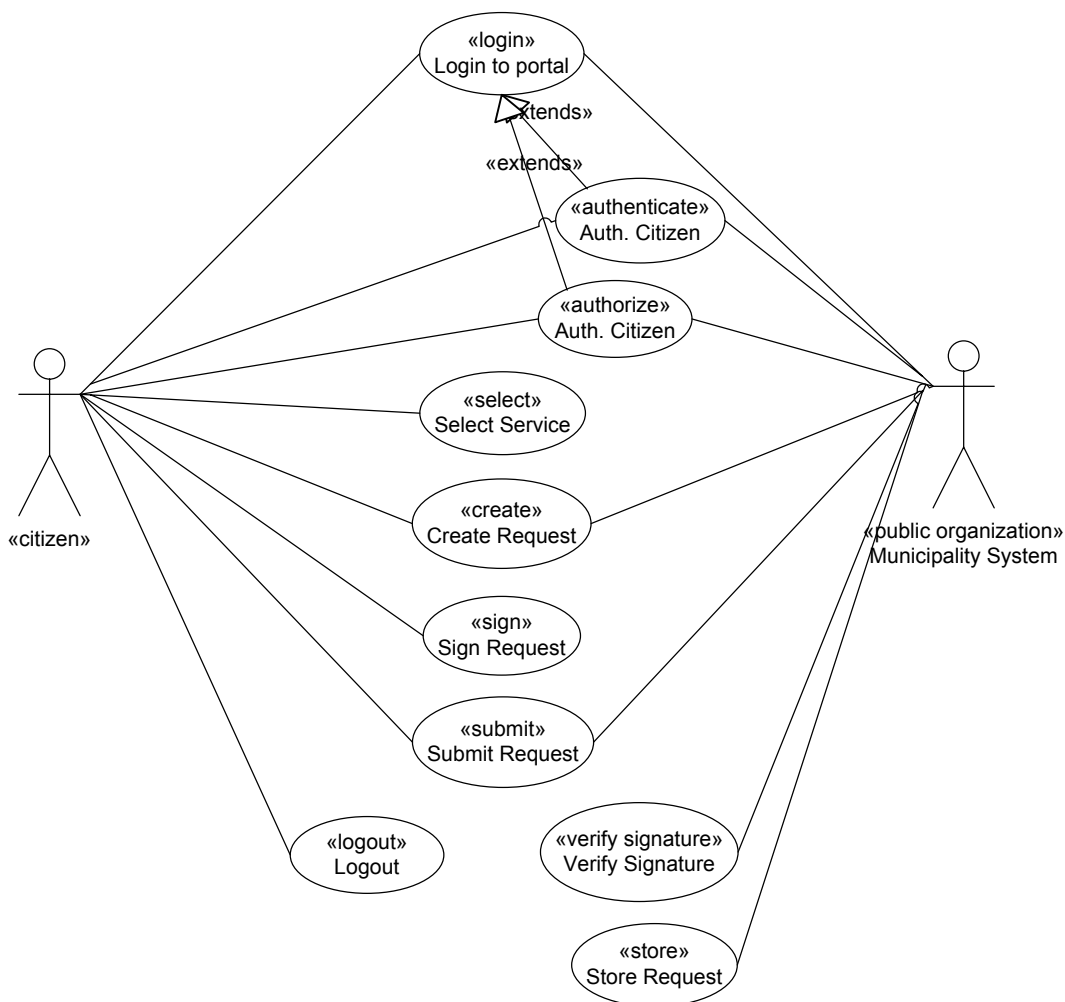 «login»
Login to portal
«extends»
«extends»
«authenticate»
Auth. Citizen
«authorize»
Auth. Citizen
«select»
Select Service
«create»
Create Request
«citizen»
«public organization»
Municipality System
«sign»
Sign Request
«submit»
Submit Request
«logout»
Logout
«verify signature»
Verify Signature
«store»
Store Request